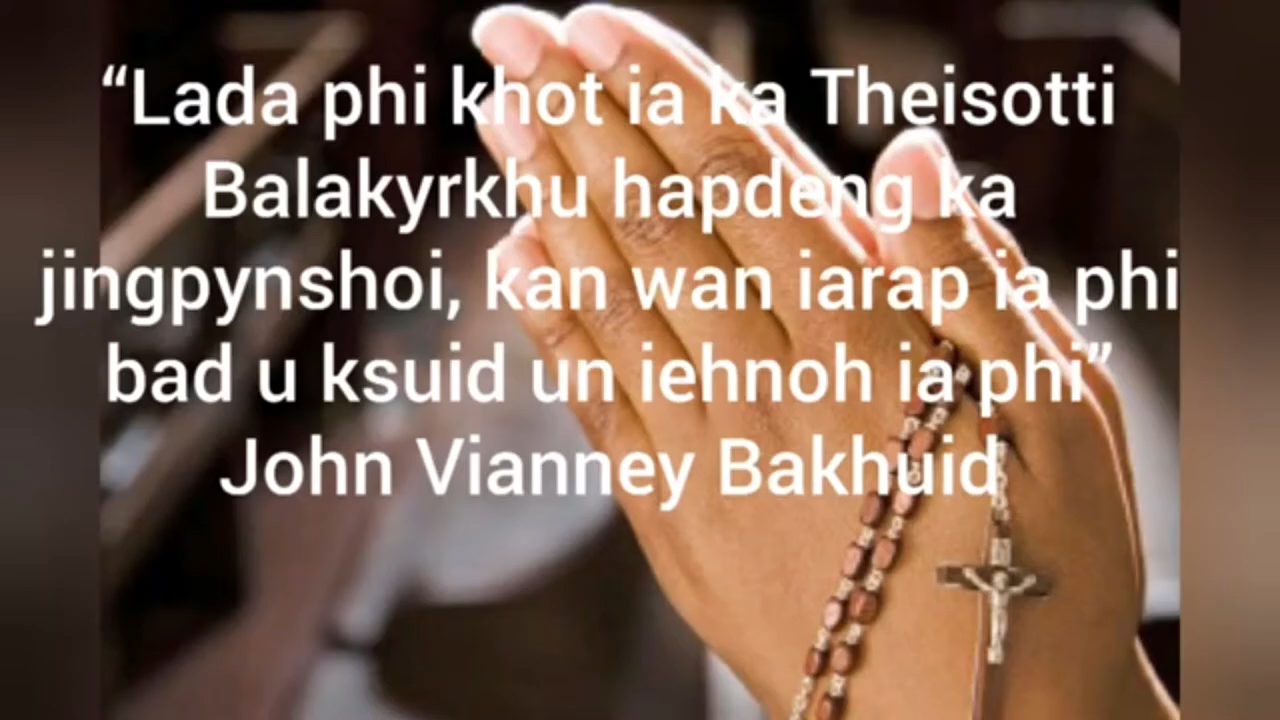 “Lada phi khot ia ka Theisotti
Balakyrkhu hapdeng ka
jingpynshoi, kan wan iarap ia phi
bad u ksuid un iehnoh ia phi”
John Vianney Bakhuid